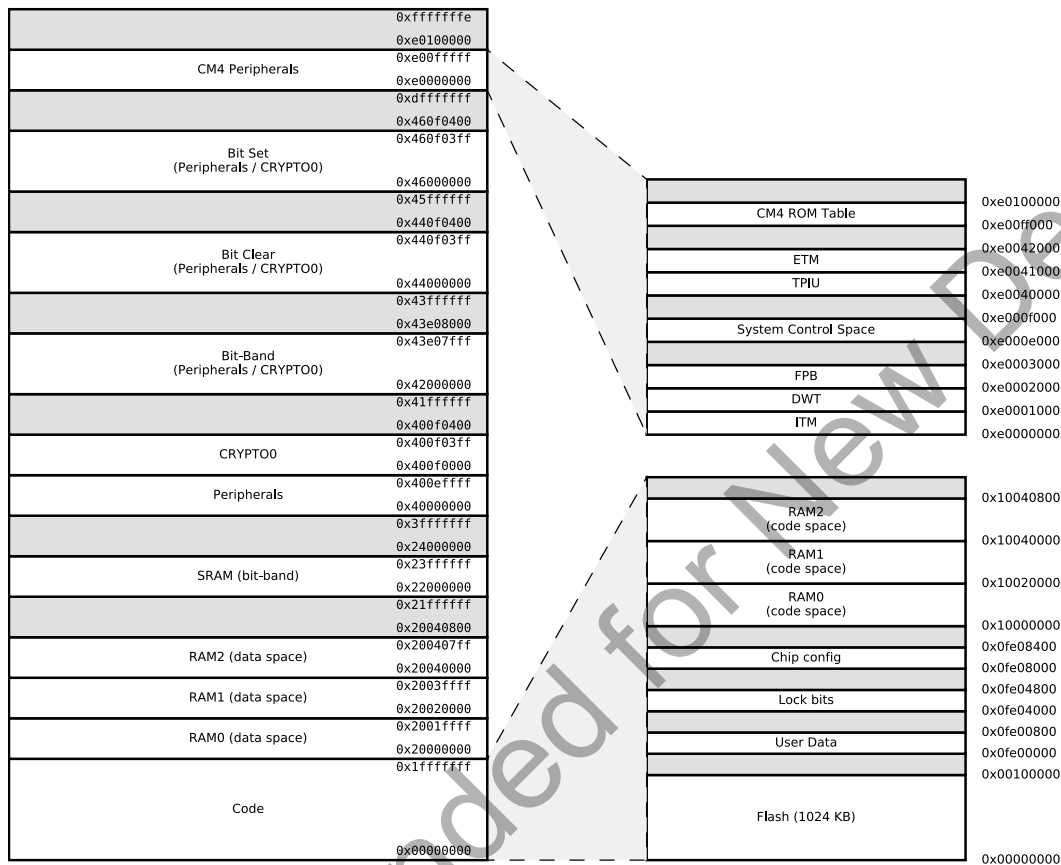 0xfffffffe
0xe0100000
0xe00fffff
CM4 Peripherals
0xe0000000
0xdfffffff
0x460f0400
0x460f03ff
Bit Set
(Peripherals / CRYPTO0)
0x46000000
0x45ffffff
0x440f0400
0x440f03ff
Bit Clear
(Peripherals / CRYPTO0)
0x44000000
0x43ffffff
0x43e08000
0x43e07fff
Bit-Band
(Peripherals / CRYPTO0)
0x42000000
0x41ffffff
0x400f0400
0x400f03ff
CRYPTO0
0x400f0000
0x400effff
Peripherals
0x40000000
0x3fffffff
0x24000000
0x23ffffff
SRAM (bit-band)
0x22000000
0x21ffffff
0x20040800
0x200407ff
RAM2 (data space)
0x20040000
0x2003ffff
RAM1 (data space)
0x20020000
0x2001ffff
RAM0 (data space)
0x20000000
0x1fffffff
Code
0x00000000
0xe0100000
CM4 ROM Table
0xe00ff000
0xe0042000
ETM
0xe0041000
TPIU
0xe0040000
0xe000f000
System Control Space
0xe000e000
0xe0003000
FPB
0xe0002000
DWT
0xe0001000
ITM
0xe0000000
0x10040800
RAM2
(code space)
0x10040000
RAM1
(code space)
0x10020000
RAM0
(code space)
0x10000000
0x0fe08400
Chip config
0x0fe08000
0x0fe04800
Lock bits
0x0fe04000
0x0fe00800
User Data
0x0fe00000
0x00100000
Flash (1024 KB)
0x00000000
nded for New De